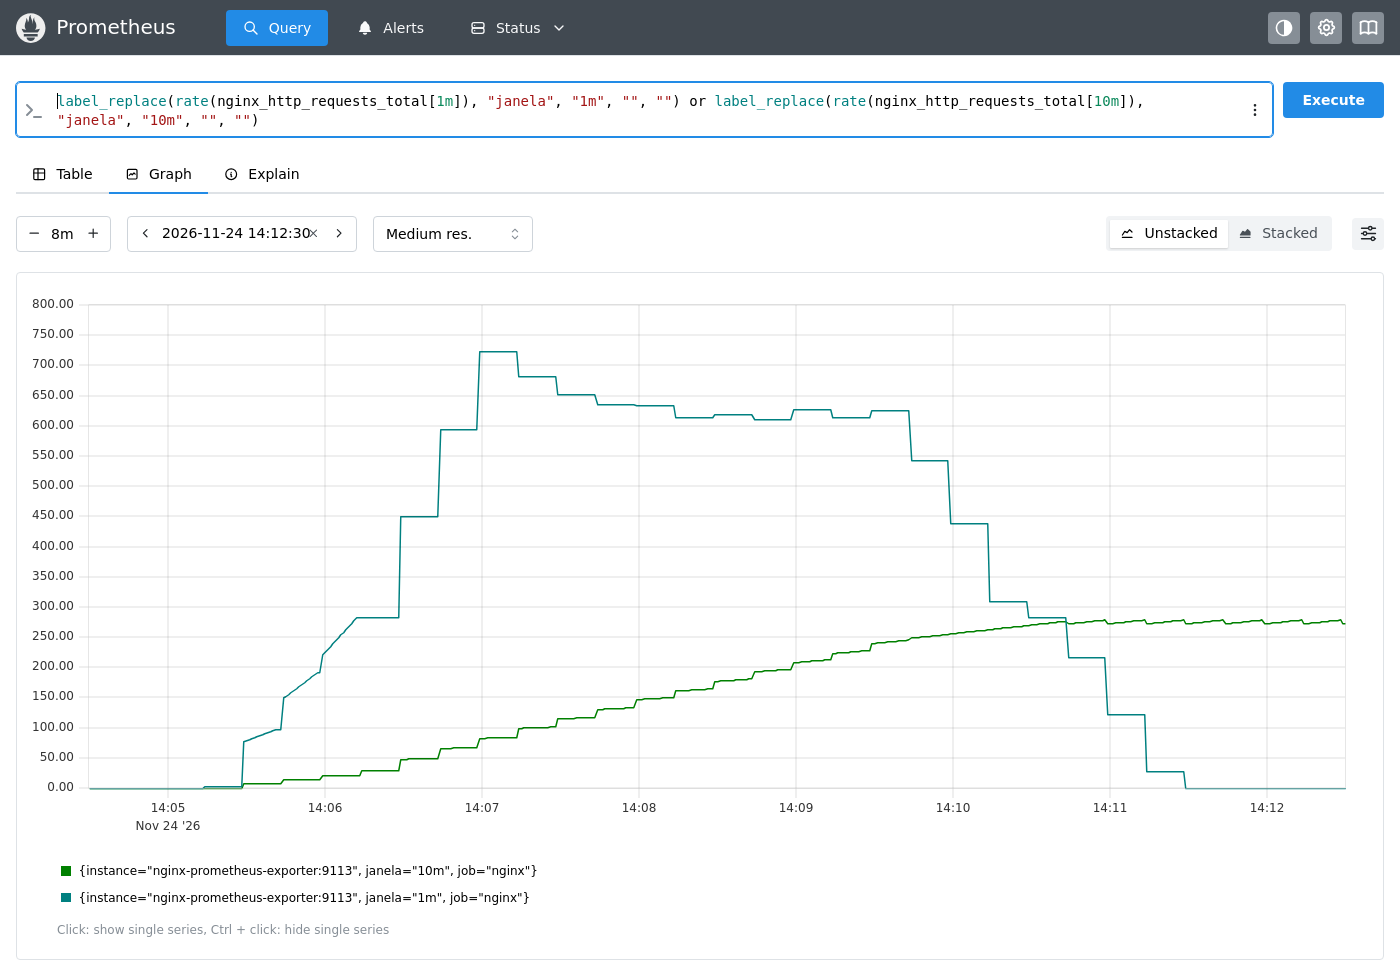 Prometheus
Query
Alerts
Status
label_replace(rate(nginx_http_requests_total[1m]), "janela", "1m", "", "") or label_replace(rate(nginx_http_requests_total[10m]),
"janela", "10m", "", "")
Execute
Table
Graph
Explain
8m
2026-11-24 14:12:30
Medium res.
Unstacked
Stacked
800.00
750.00
700.00
650.00
600.00
550.00
500.00
450.00
400.00
350.00
300.00
250.00
200.00
150.00
100.00
50.00
0.00
14:05
14:06
14:07
14:08
14:09
14:10
14:11
14:12
Nov 24 '26
{instance="nginx-prometheus-exporter:9113", janela="10m", job="nginx"}
{instance="nginx-prometheus-exporter:9113", janela="1m", job="nginx"}
Click: show single series, Ctrl + click: hide single series